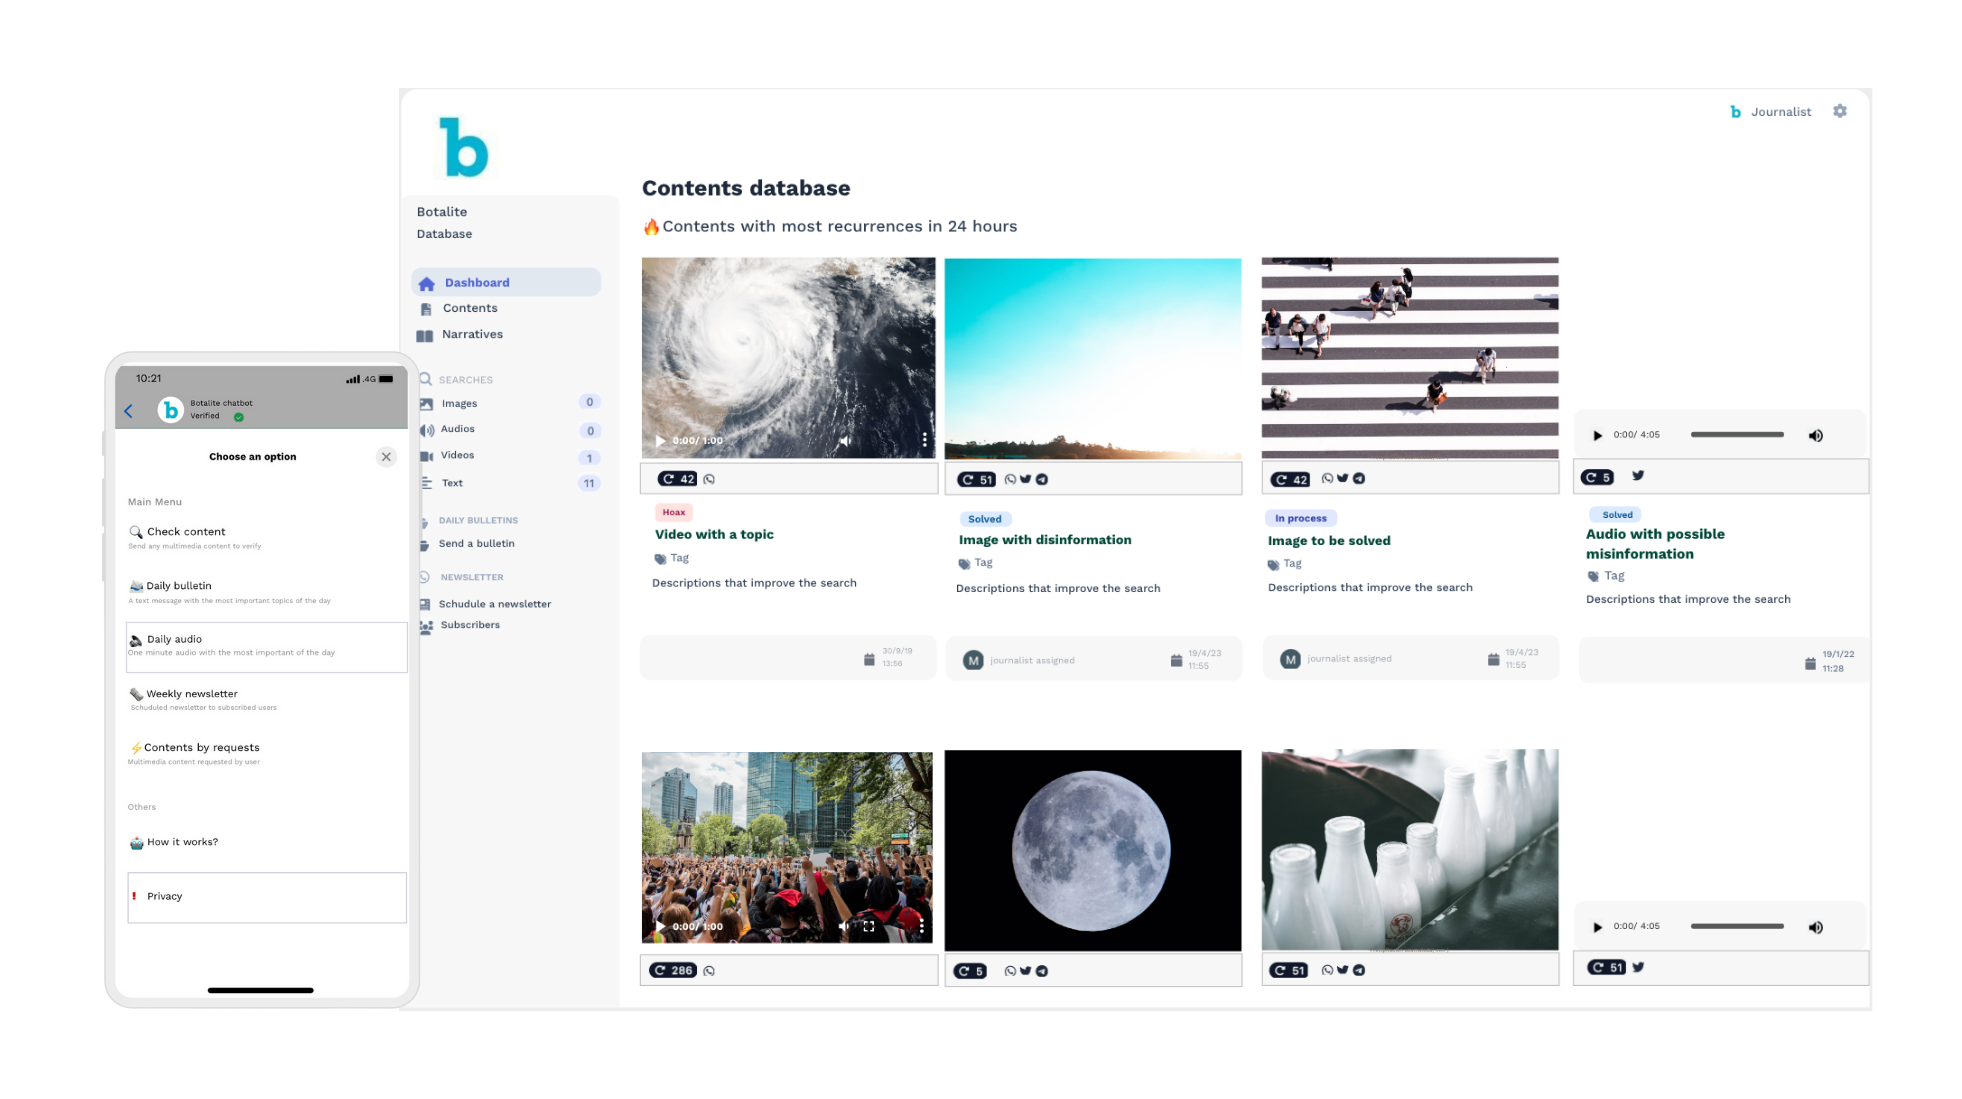 b Journalist
b
Contents database
Botalite
Database
🔥Contents with most recurrences in 24 hours
Dashboard
Contents
Narratives
SEARCHES
Images 0
Audios 0
Videos 1
Text 11
DAILY BULLETINS
Send a bulletin
NEWSLETTER
Schudule a newsletter
Subscribers
0:00/ 1:00
42
51
42
0:00/ 4:05
5
Hoax
Video with a topic
Tag
Descriptions that improve the search
30/9/19
13:56
Solved
Image with disinformation
Tag
Descriptions that improve the search
M journalist assigned
19/4/23
11:55
In process
Image to be solved
Tag
Descriptions that improve the search
M journalist assigned
19/4/23
11:55
Solved
Audio with possible
misinformation
Tag
Descriptions that improve the search
19/1/22
11:28
0:00/ 1:00
286
5
51
0:00/ 4:05
51
10:21 .4G
b Botalite chatbot
Verified
Choose an option
Main Menu
Check content
Send any multimedia content to verify
Daily bulletin
A text message with the most important topics of the day
Daily audio
One minute audio with the most important of the day
Weekly newsletter
Schuduled newsletter to subscribed users
⚡Contents by requests
Multimedia content requested by user
Others
How it works?
Privacy